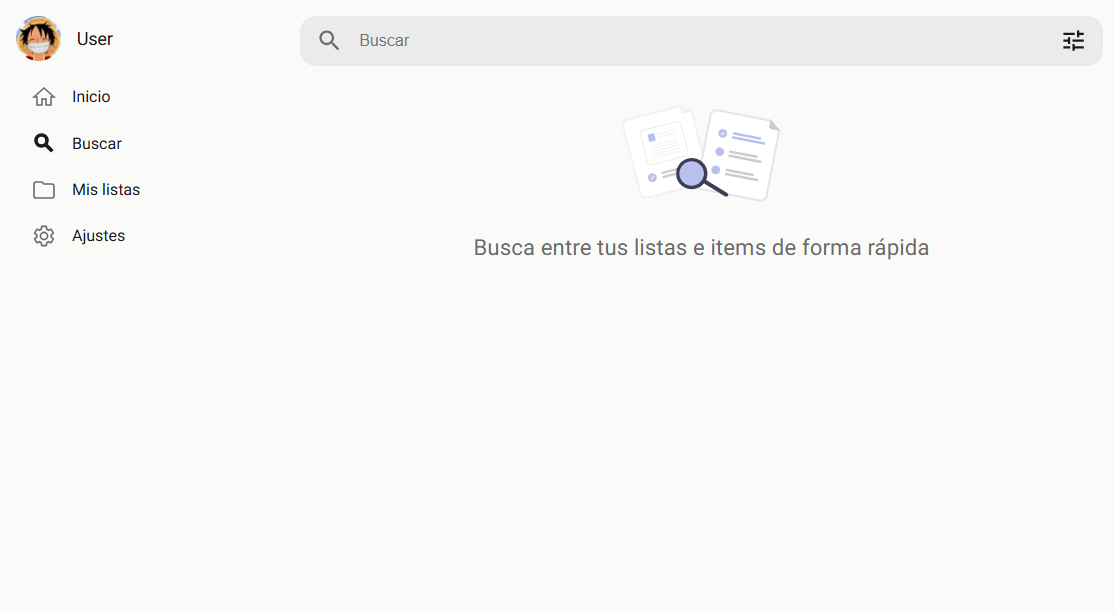 User
Inicio
Buscar
Mis listas
Ajustes
Buscar
Busca entre tus listas e items de forma rápida